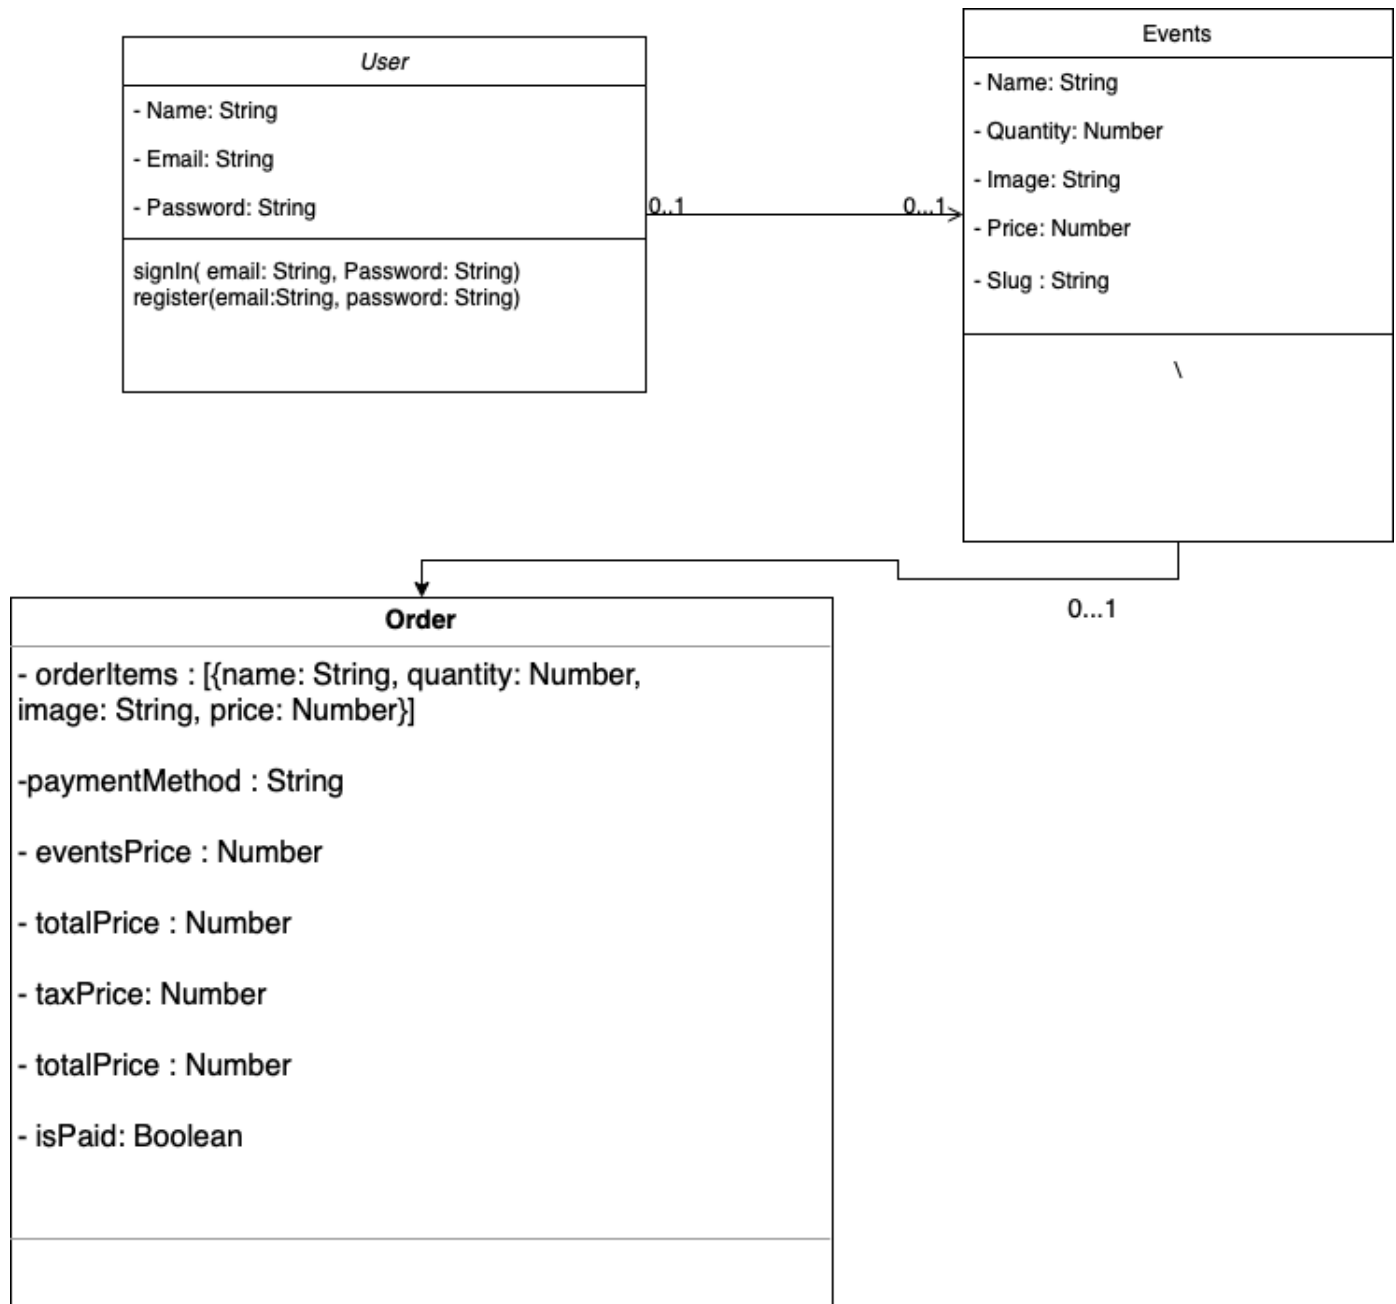 User
- Name: String
- Email: String
- Password: String
signIn( email: String, Password: String)
register(email:String, password: String)
0..1
0...1
Events
- Name: String
- Quantity: Number
- Image: String
- Price: Number
- Slug : String
\
0...1
Order
- orderItems : [{name: String, quantity: Number,
image: String, price: Number}]
-paymentMethod : String
- eventsPrice : Number
- totalPrice : Number
- taxPrice: Number
- totalPrice : Number
- isPaid: Boolean